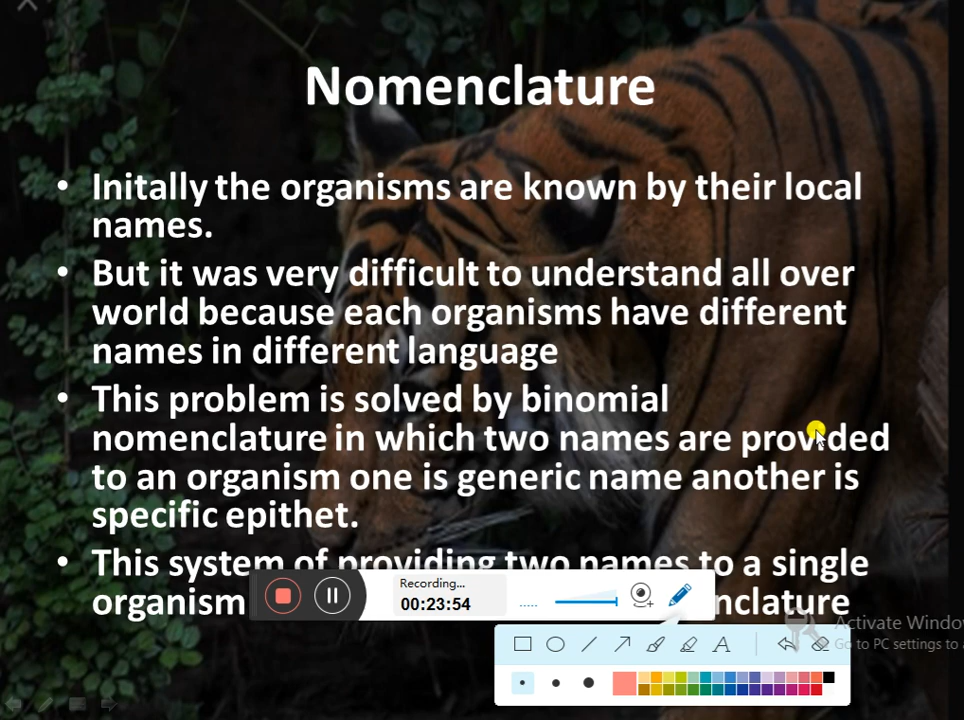 Nomenclature
• Initally the organisms are known by their local
names.
• But it was very difficult to understand all over
world because each organisms have different
names in different language
• This problem is solved by binomial
nomenclature in which two names are provided
to an organism one is generic name another is
specific epithet.
• This system of providing two names to a single
organism nclature
Recording...
00:23:54
A
Activate Window
Go to PC settings to a